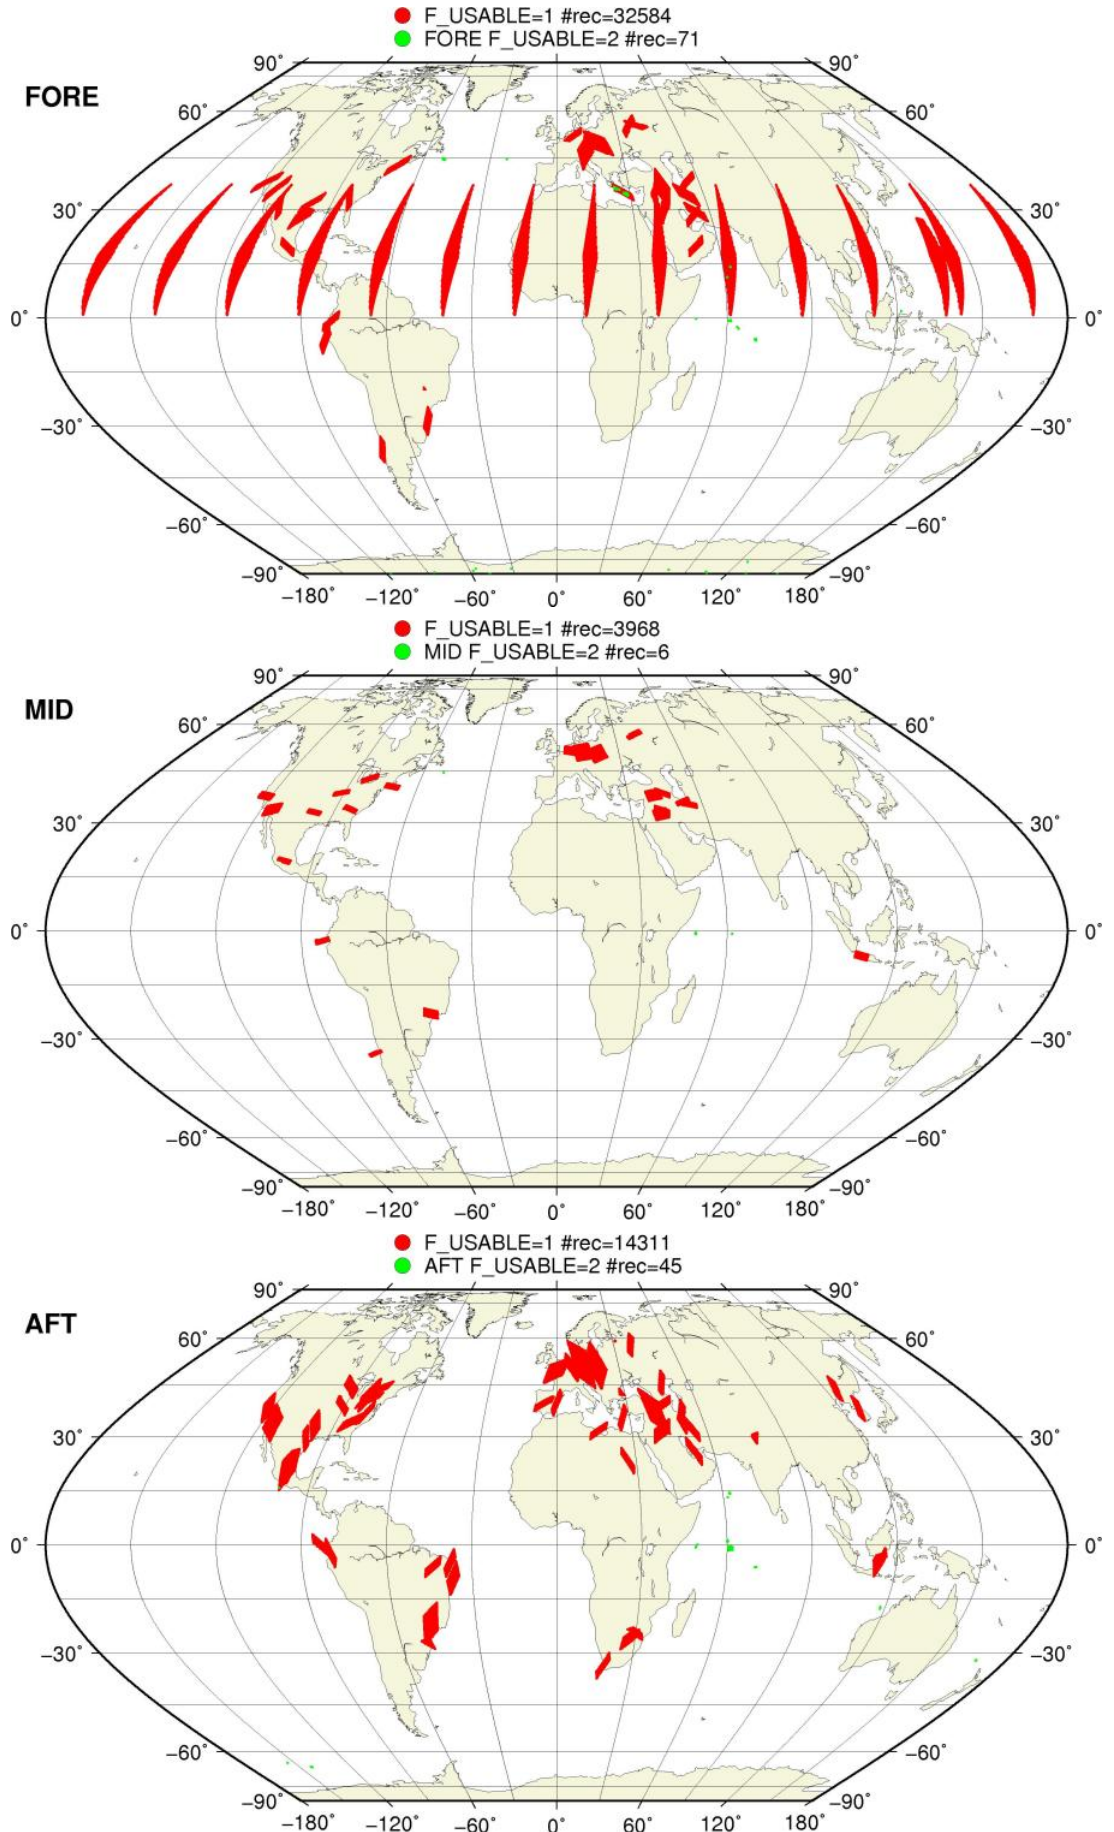 F_USABLE=1 #rec=32584
FORE F_USABLE=2 #rec=71
FORE
90˚ 90˚
60˚ 60˚
30˚ 30˚
0˚ 0˚
−30˚ −30˚
−60˚ −60˚
−90˚ −90˚
−180˚ −120˚ −60˚ 0˚ 60˚ 120˚ 180˚
F_USABLE=1 #rec=3968
MID F_USABLE=2 #rec=6
MID
90˚ 90˚
60˚ 60˚
30˚ 30˚
0˚ 0˚
−30˚ −30˚
−60˚ −60˚
−90˚ −90˚
−180˚ −120˚ −60˚ 0˚ 60˚ 120˚ 180˚
F_USABLE=1 #rec=14311
AFT F_USABLE=2 #rec=45
AFT
90˚ 90˚
60˚ 60˚
30˚ 30˚
0˚ 0˚
−30˚ −30˚
−60˚ −60˚
−90˚ −90˚
−180˚ −120˚ −60˚ 0˚ 60˚ 120˚ 180˚